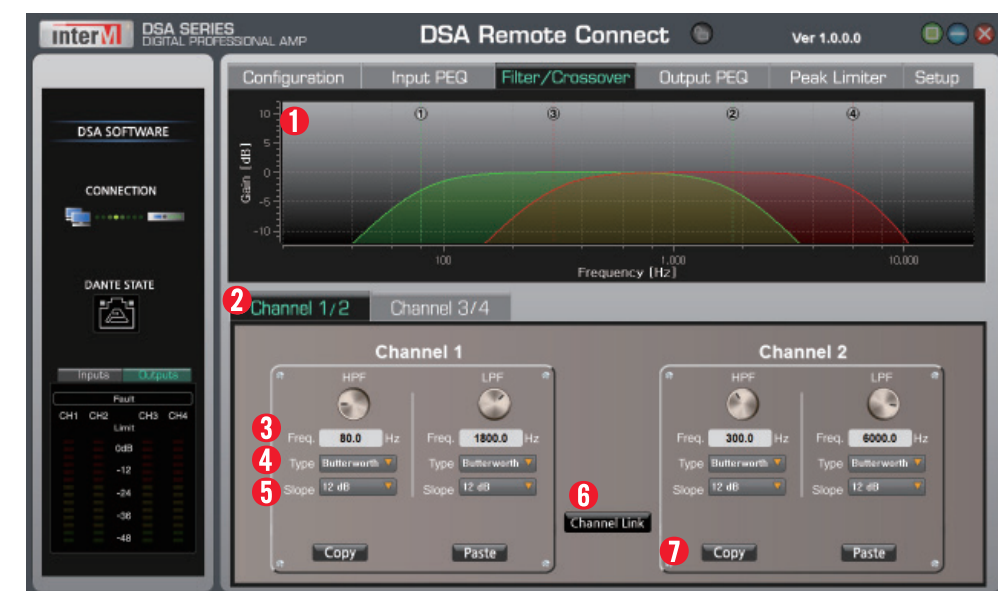 interM DSA SERIES
DIGITAL PROFESSIONAL AMP
DSA Remote Connect
Ver 1.0.0.0
DSA SOFTWARE
CONNECTION
DANTE STATE
Inputs Outputs
Fault
CH1 CH2 CH3 CH4
Limit
0dB
-12
-24
-36
-48
Configuration Input PEQ Filter/Crossover Output PEQ Peak Limiter Setup
1
Gain [dB]
10
5
0
-5
-10
① ③ ② ④
100 1,000 10,000
Frequency [Hz]
2 Channel 1/2 Channel 3/4
Channel 1
HPF LPF
3 Freq. 80.0 Hz Freq. 1800.0 Hz
4 Type Butterworth Type Butterworth
5 Slope 12 dB Slope 12 dB
Copy Paste
6
Channel Link
Channel 2
HPF LPF
Freq. 300.0 Hz Freq. 6000.0 Hz
Type Butterworth Type Butterworth
Slope 12 dB Slope 12 dB
7 Copy Paste